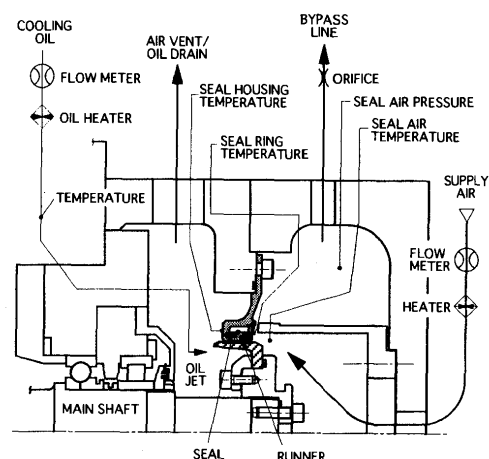 COOLING
OIL
FLOW METER
OIL HEATER
TEMPERATURE
AIR VENT/
OIL DRAIN
SEAL HOUSING
TEMPERATURE
SEAL RING
TEMPERATURE
BYPASS
LINE
ORIFICE
SEAL AIR PRESSURE
SEAL AIR
TEMPERATURE
SUPPLY
AIR
FLOW
METER
HEATER
OIL
JET
MAIN SHAFT
SEAL
RUNNER